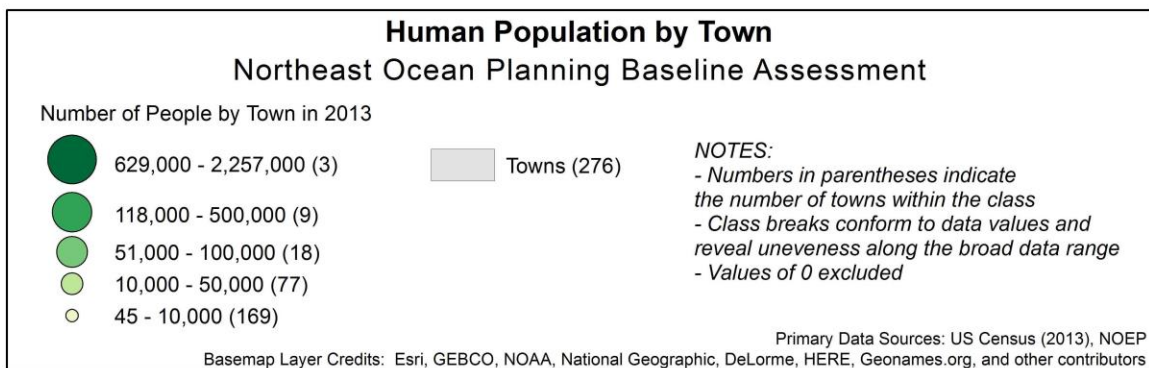 Human Population by Town
Northeast Ocean Planning Baseline Assessment
Number of People by Town in 2013
629,000 - 2,257,000 (3)
118,000 - 500,000 (9)
51,000 - 100,000 (18)
10,000 - 50,000 (77)
45 - 10,000 (169)
Towns (276)
NOTES:
- Numbers in parentheses indicate
the number of towns within the class
- Class breaks conform to data values and
reveal uneveness along the broad data range
- Values of 0 excluded
Primary Data Sources: US Census (2013), NOEP
Basemap Layer Credits: Esri, GEBCO, NOAA, National Geographic, DeLorme, HERE, Geonames.org, and other contributors